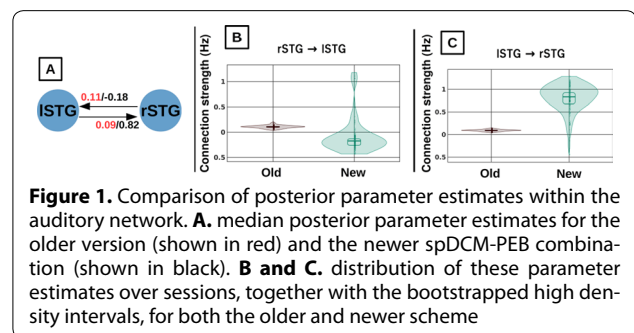 A
lSTG
rSTG
0.11/-0.18
0.09/0.82
B
rSTG → lSTG
Connection strength (Hz)
1
0.5
0
0.5
Old
New
C
lSTG → rSTG
Connection strength (Hz)
1
0.5
0
0.5
Old
New
Figure 1. Comparison of posterior parameter estimates within the
auditory network. A. median posterior parameter estimates for the
older version (shown in red) and the newer spDCM-PEB combina-
tion (shown in black). B and C. distribution of these parameter
estimates over sessions, together with the bootstrapped high den-
sity intervals, for both the older and newer scheme